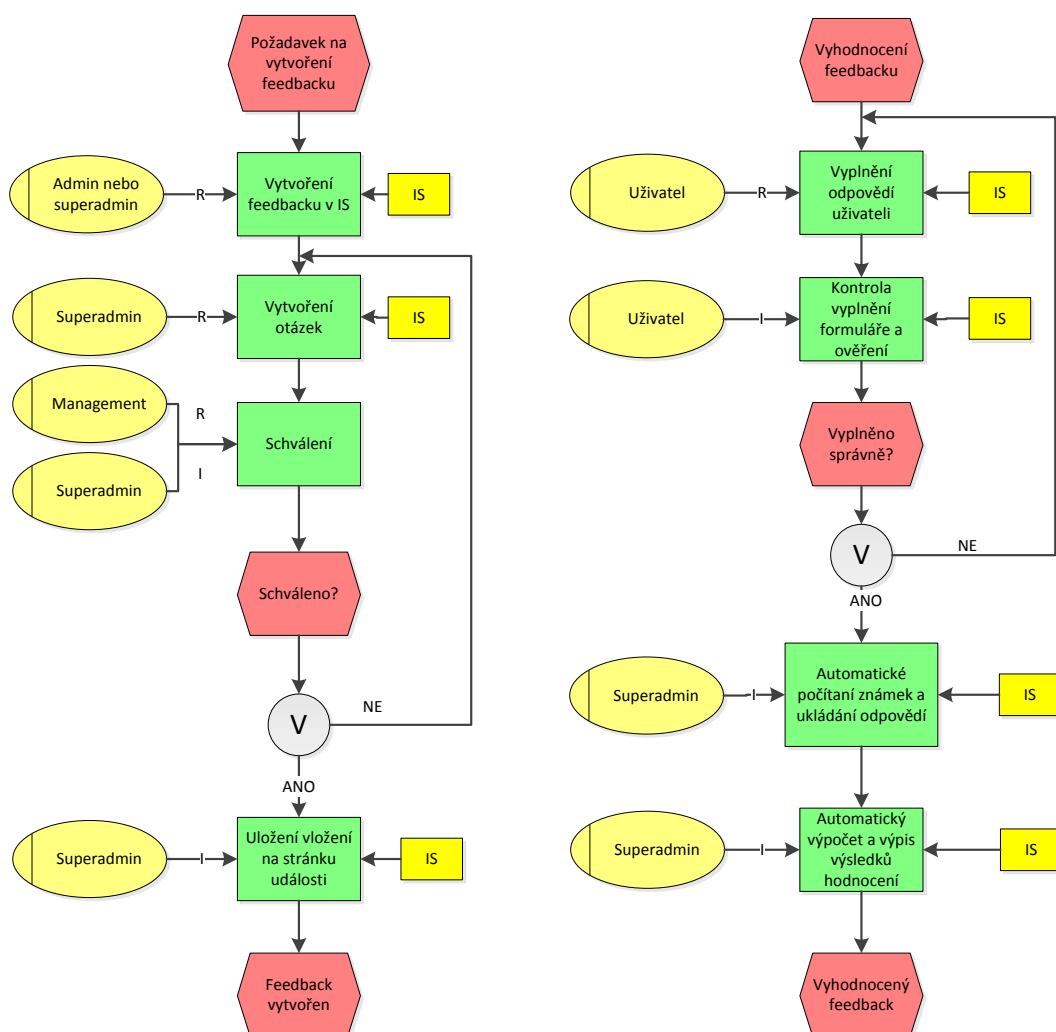 Požadavek na
vytvoření
feedbacku
Admin nebo
superadmin
R
Vytvoření
feedbacku v IS
IS
Superadmin
R
Vytvoření
otázek
IS
Management
R
Schválení
I
Superadmin
Schváleno?
V
NE
ANO
Superadmin
I
Uložení vložení
na stránku
události
IS
Feedback
vytvořen
Vyhodnocení
feedbacku
Uživatel
R
Vyplnění
odpovědí
uživateli
IS
Uživatel
I
Kontrola
vyplnění
formuláře a
ověření
IS
Vyplněno
správně?
V
NE
ANO
Superadmin
I
Automatické
počítaní známek a
ukládání odpovědí
IS
Superadmin
I
Automatický
výpočet a výpis
výsledků
hodnocení
IS
Vyhodnocený
feedback